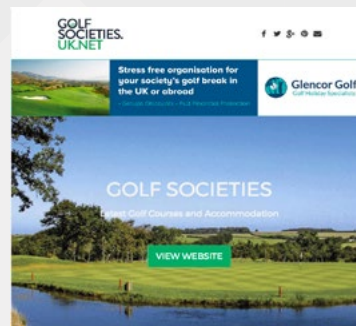 GOLF
SOCIETIES.
UK.NET
Stress free organisation for
your society's golf break in
the UK or abroad
Glencor Golf
Golf Holiday Specialists
GOLF SOCIETIES
Latest Golf Courses and Accommodation
VIEW WEBSITE